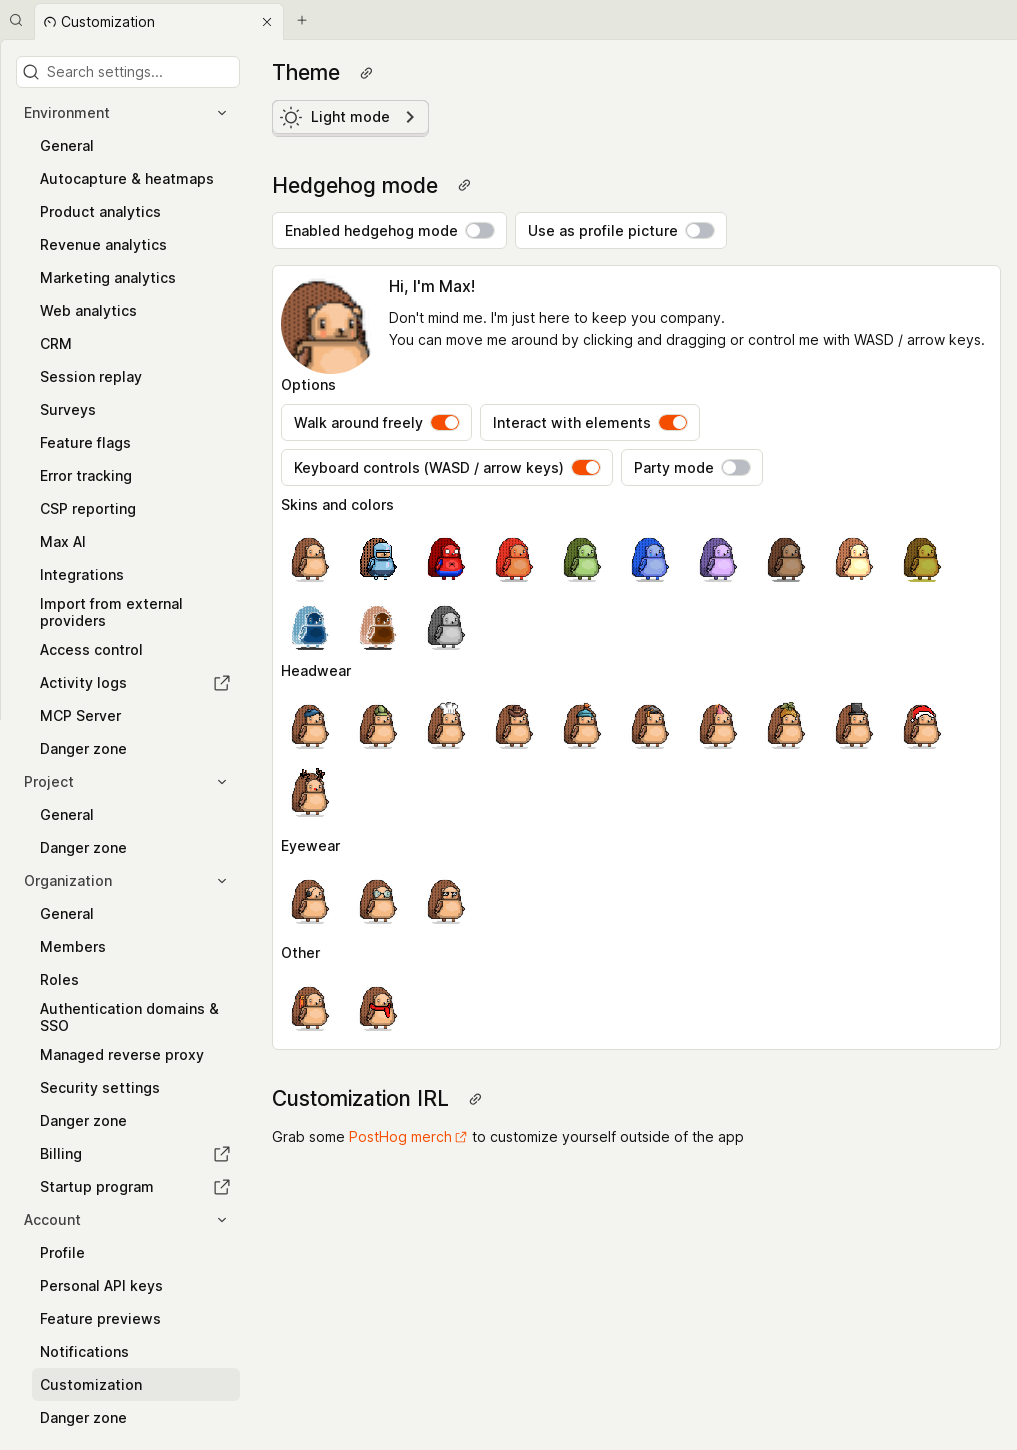 Customization
Search settings...
Environment
General
Autocapture & heatmaps
Product analytics
Revenue analytics
Marketing analytics
Web analytics
CRM
Session replay
Surveys
Feature flags
Error tracking
CSP reporting
Max AI
Integrations
Import from external
providers
Access control
Activity logs
MCP Server
Danger zone
Project
General
Danger zone
Organization
General
Members
Roles
Authentication domains &
SSO
Managed reverse proxy
Security settings
Danger zone
Billing
Startup program
Account
Profile
Personal API keys
Feature previews
Notifications
Customization
Danger zone
Theme
Light mode
Hedgehog mode
Enabled hedgehog mode Use as profile picture
Hi, I'm Max!
Don't mind me. I'm just here to keep you company.
You can move me around by clicking and dragging or control me with WASD / arrow keys.
Options
Walk around freely Interact with elements
Keyboard controls (WASD / arrow keys) Party mode
Skins and colors
Headwear
Eyewear
Other
Customization IRL
Grab some PostHog merch to customize yourself outside of the app